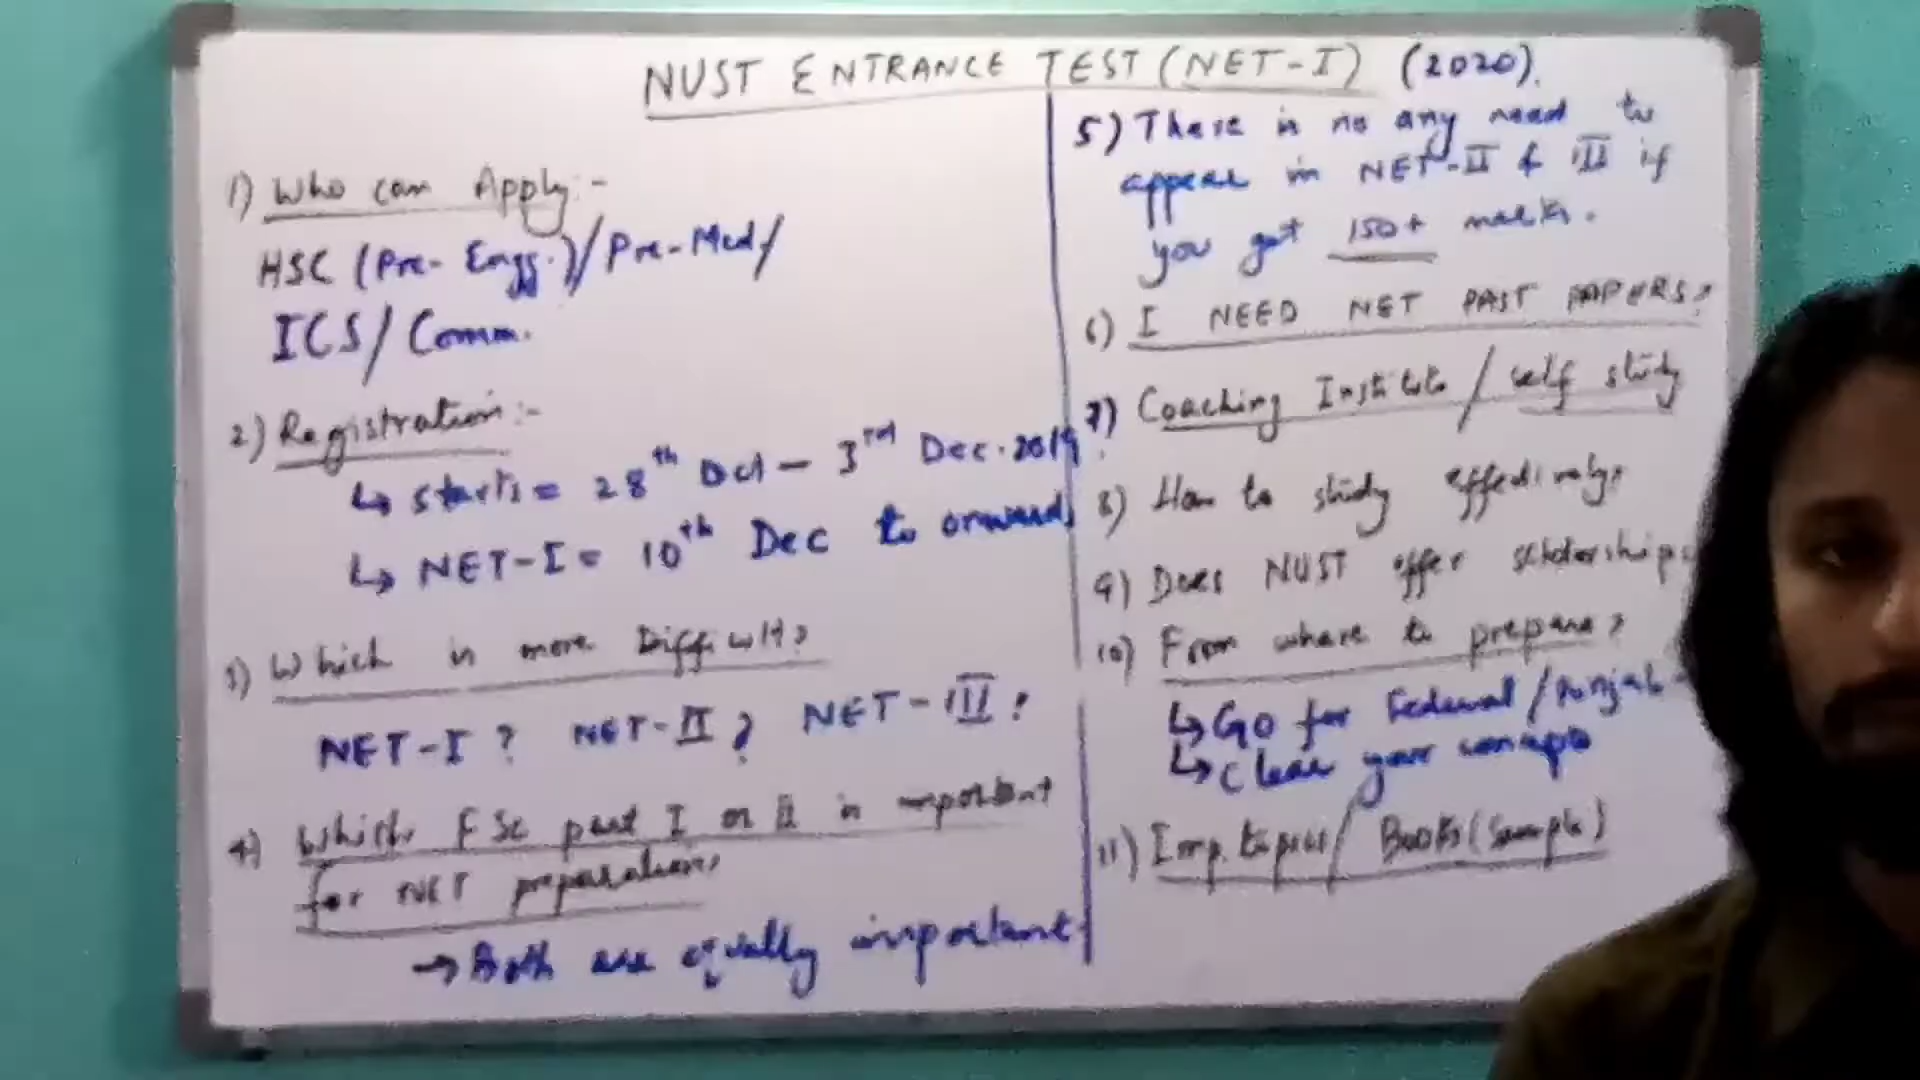 NUST ENTRANCE TEST (NET-I) (2020).
1) Who can Apply:-
HSC (Pre-Engg.)/Pre-Med/
ICS/Comm.
2) Registration:-
↳ starts = 28th Oct - 3rd Dec. 2019
↳ NET-I = 10th Dec to onwards
3) Which is more Difficult?
NET-I ? NET-II ? NET-III ?
4) Which FSc part I or II is important
for NET preparation?
→ Both are equally important
5) There is no any need to
appear in NET-II & III if
you get 150+ marks.
6) I NEED NET PAST PAPERS?
7) Coaching Institute / self study ?
8) How to study effectively?
9) Does NUST offer scholarships
10) From where to prepare?
↳ Go for Federal / Punjab
↳ Clear your concepts
11) Imp. topics / Books (Sample)